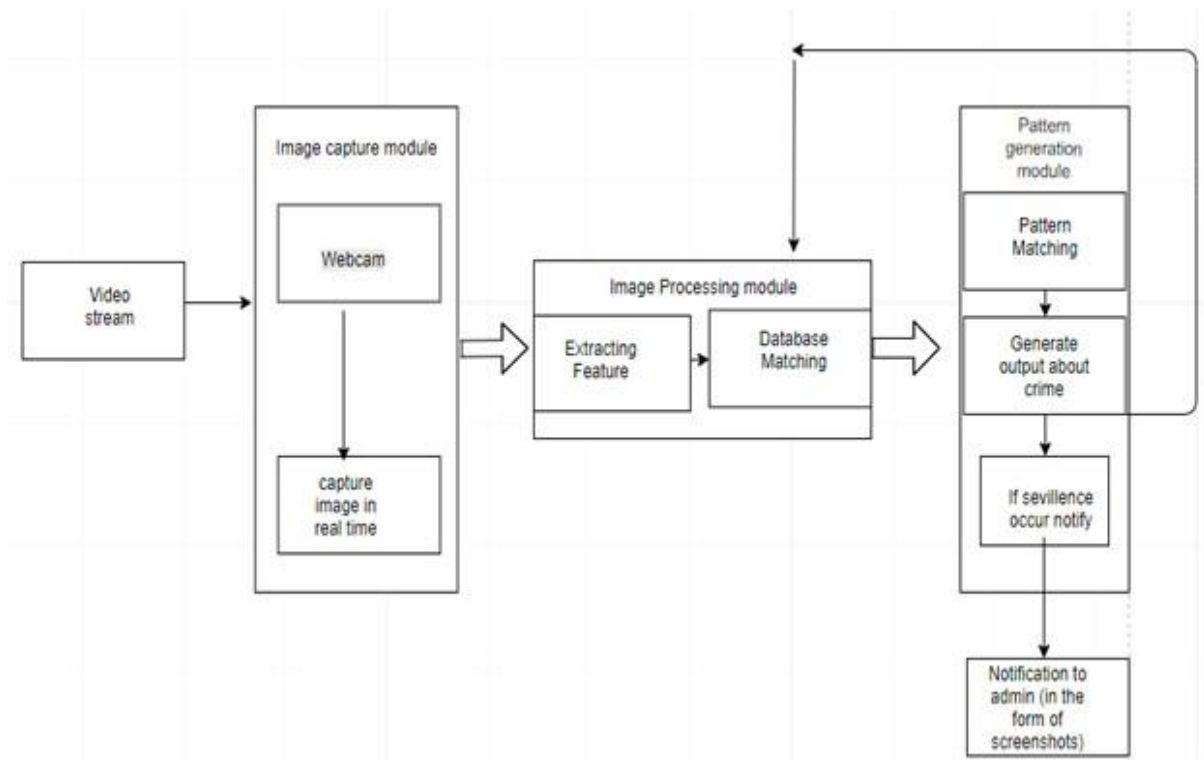 Video
stream
Image capture module
Webcam
capture
image in
real time
Image Processing module
Extracting
Feature
Database
Matching
Pattern
generation
module
Pattern
Matching
Generate
output about
crime
If sevillence
occur notify
Notification to
admin (in the
form of
screenshots)